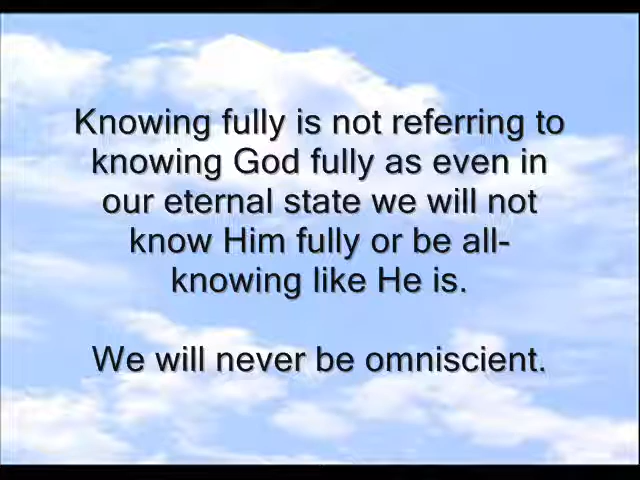 Knowing fully is not referring to
knowing God fully as even in
our eternal state we will not
know Him fully or be all-
knowing like He is.
We will never be omniscient.